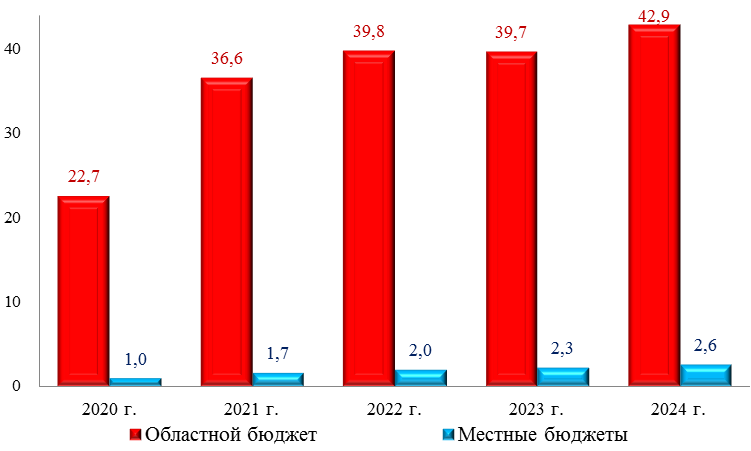 42,9
39,8
39,7
40
36,6
30
22,7
20
10
2,6
2,3
2,0
1,7
1,0
0
2020 г.
2021 г.
2022 г.
2023 г.
2024 г.
Областной бюджет
Местные бюджеты